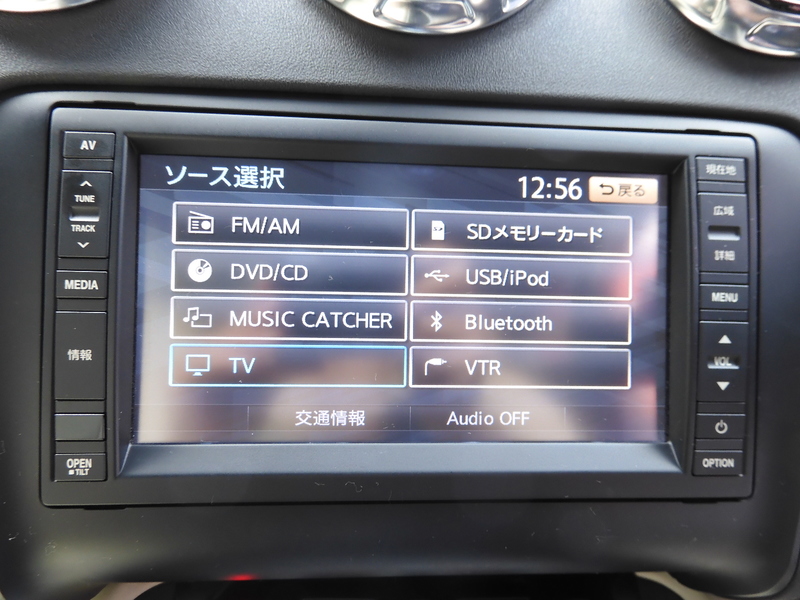 AV
TUNE
TRACK
MEDIA
情報
OPEN
TILT
ソース選択
12:56
戻る
FM/AM
SDメモリーカード
DVD/CD
USB/iPod
MUSIC CATCHER
Bluetooth
TV
VTR
交通情報
Audio OFF
現在地
広域
詳細
MENU
VOL
OPTION